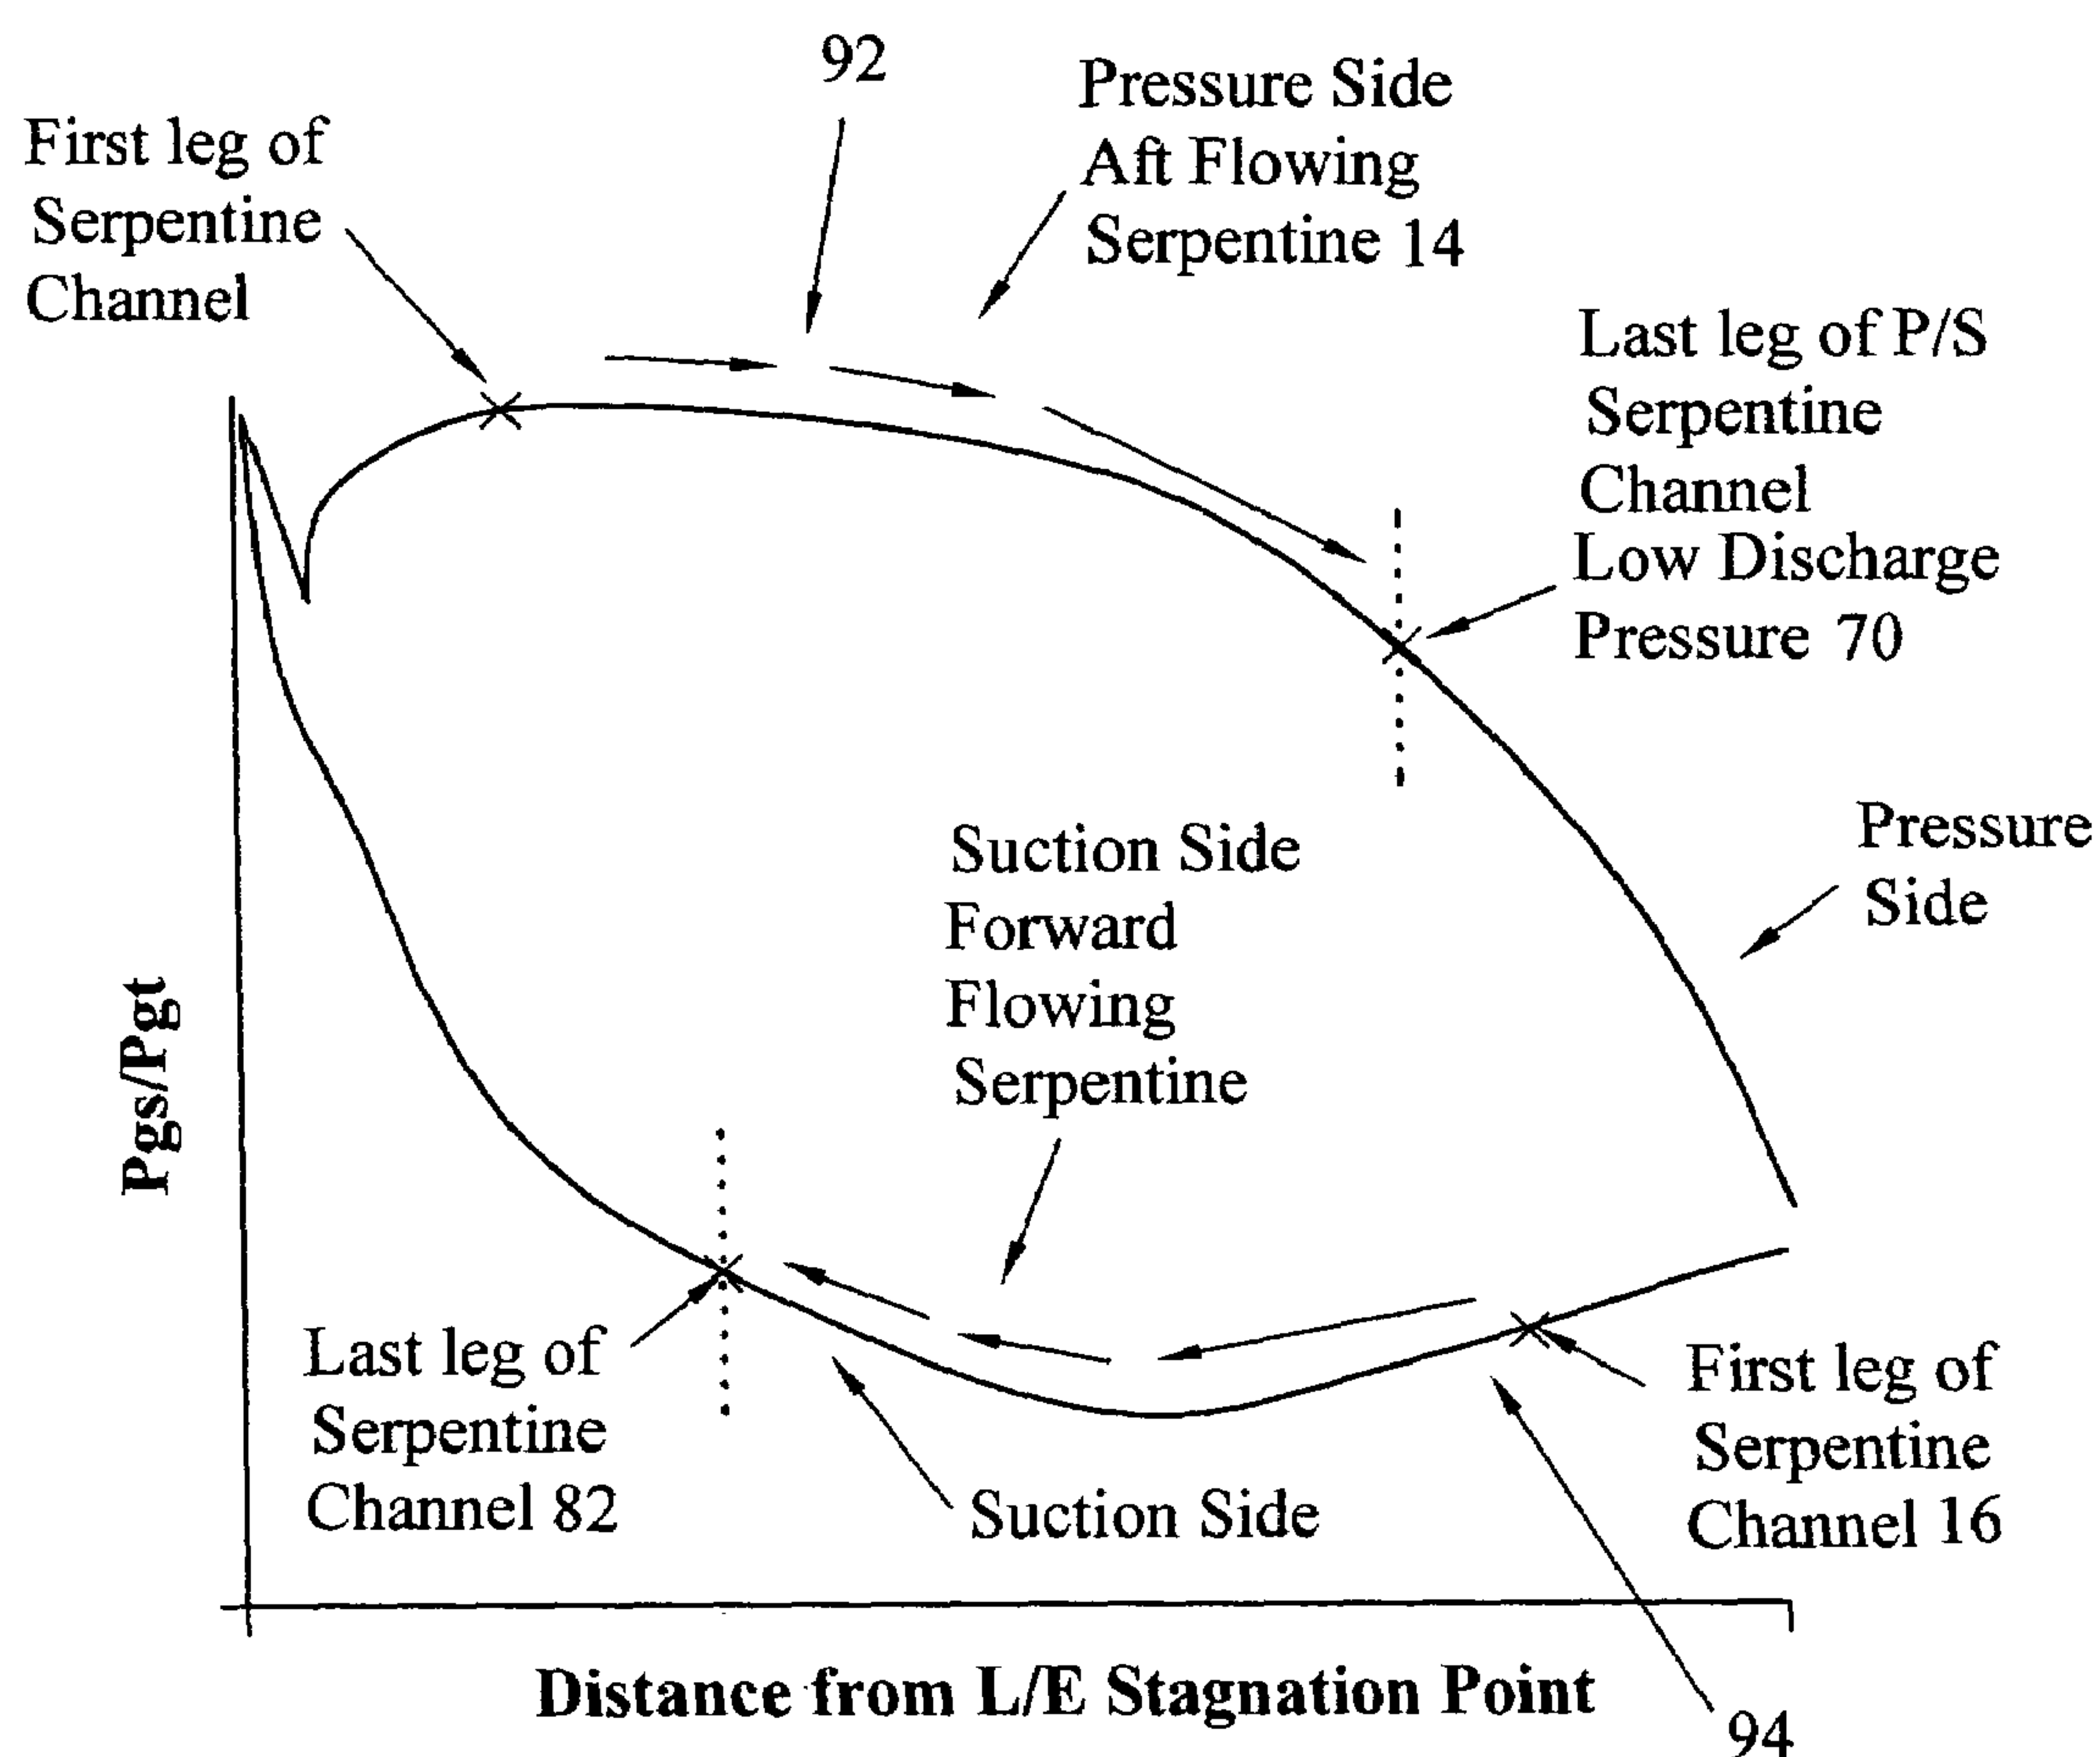 92
Pressure Side
Aft Flowing
Serpentine 14
First leg of
Serpentine
Channel
Last leg of P/S
Serpentine
Channel
Low Discharge
Pressure 70
Pressure
Side
Suction Side
Forward
Flowing
Serpentine
Pgs/Pgt
Last leg of
Serpentine
Channel 82
Suction Side
First leg of
Serpentine
Channel 16
Distance from L/E Stagnation Point
94